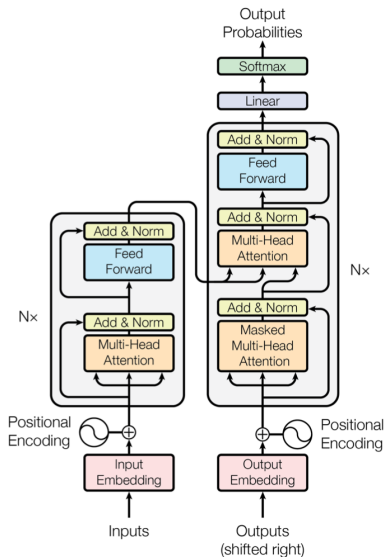 Output
Probabilities
Softmax
Linear
Add & Norm
Feed
Forward
Add & Norm
Multi-Head
Attention
Add & Norm
Masked
Multi-Head
Attention
N×
Positional
Encoding
Output
Embedding
Outputs
(shifted right)
Add & Norm
Feed
Forward
N×
Add & Norm
Multi-Head
Attention
Positional
Encoding
Input
Embedding
Inputs